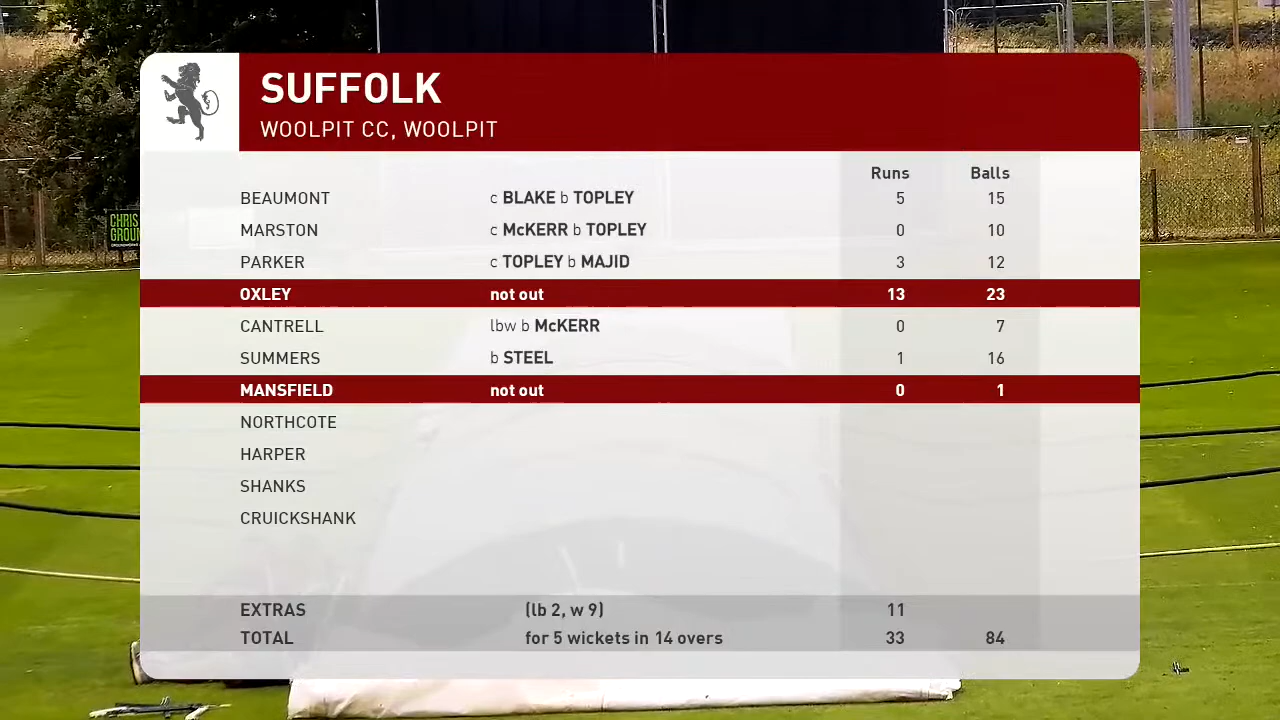 SUFFOLK
WOOLPIT CC, WOOLPIT
Runs Balls
BEAUMONT c BLAKE b TOPLEY 5 15
MARSTON c McKERR b TOPLEY 0 10
PARKER c TOPLEY b MAJID 3 12
OXLEY not out 13 23
CANTRELL lbw b McKERR 0 7
SUMMERS b STEEL 1 16
MANSFIELD not out 0 1
NORTHCOTE
HARPER
SHANKS
CRUICKSHANK
EXTRAS (lb 2, w 9) 11
TOTAL for 5 wickets in 14 overs 33 84
CHRIS